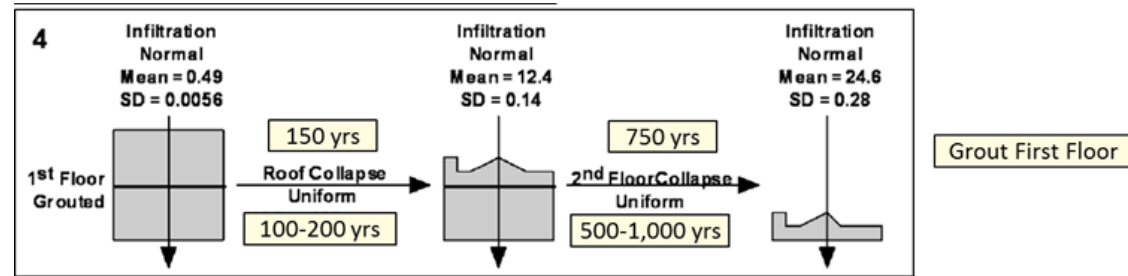 4
Infiltration
Normal
Mean = 0.49
SD = 0.0056
Infiltration
Normal
Mean = 12.4
SD = 0.14
Infiltration
Normal
Mean = 24.6
SD = 0.28
1st Floor
Grouted
150 yrs
Roof Collapse
Uniform
100-200 yrs
750 yrs
2nd Floor Collapse
Uniform
500-1,000 yrs
Grout First Floor